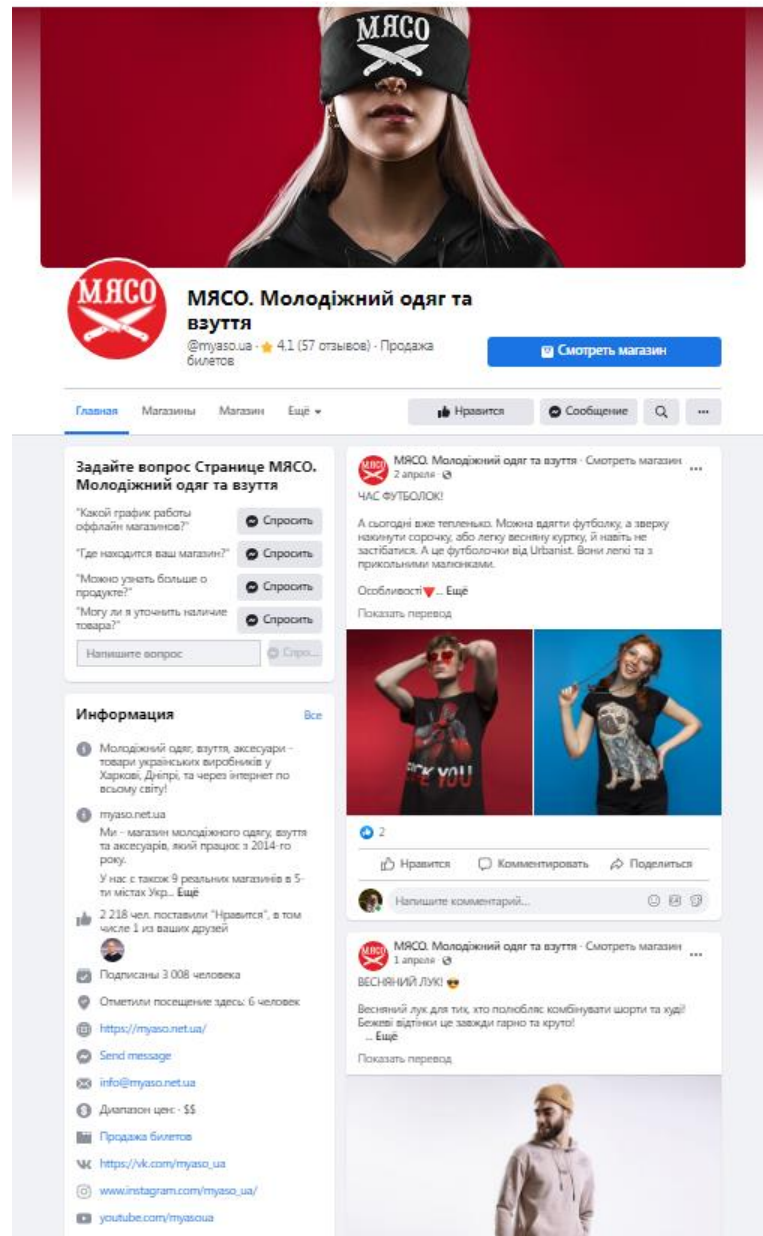 МЯСО
МЯСО
МЯСО. Молодіжний одяг та
взуття
@myaso.ua · 4.1 (57 отзывов) · Продажа
билетов
Смотреть магазин
Главная
Магазины
Магазин
Ещё
Нравится
Сообщение
Задайте вопрос Странице МЯСО.
Молодіжний одяг та взуття
"Какой график работы
оффлайн магазинов?"
Спросить
"Где находится ваш магазин?"
Спросить
"Можно узнать больше о
продукте?"
Спросить
"Могу ли я уточнить наличие
товара?"
Спросить
Напишите вопрос
Спро...
Информация
Все
Молодіжний одяг, взуття, аксесуари -
товари українських виробників у
Харкові, Дніпрі, та через інтернет по
всьому світу!
myaso.net.ua
Ми - магазин молодіжного одягу, взуття
та аксесуарів, який працює з 2014-го
року.
У нас є також 9 реальних магазинів в 5-
ти містах Укр... Ещё
2 218 чел. поставили "Нравится", в том
числе 1 из ваших друзей
Подписаны 3 008 человека
Отметили посещение здесь: 6 человек
https://myaso.net.ua/
Send message
info@myaso.net.ua
Диапазон цен: · $$
Продажа билетов
https://vk.com/myaso_ua
www.instagram.com/myaso_ua/
youtube.com/myasoua
МЯСО
МЯСО. Молодіжний одяг та взуття · Смотреть магазин
2 апреля ·
ЧАС ФУТБОЛОК!
А сьогодні вже тепленько. Можна вдягти футболку, а зверху
накинути сорочку, або легку весняну куртку, й навіть не
застібатися. А це футболочки від Urbanist. Вони легкі та з
прикольними малюнками.
Особливості... Ещё
Показать перевод
YOU
2
Нравится
Комментировать
Поделиться
Напишите комментарий...
МЯСО
МЯСО. Молодіжний одяг та взуття · Смотреть магазин
1 апреля ·
ВЕСНЯНИЙ ЛУК!
Весняний лук для тих, хто полюбляє комбінувати шорти та худі!
Бежеві відтінки це завжди гарно та круто!
... Ещё
Показать перевод